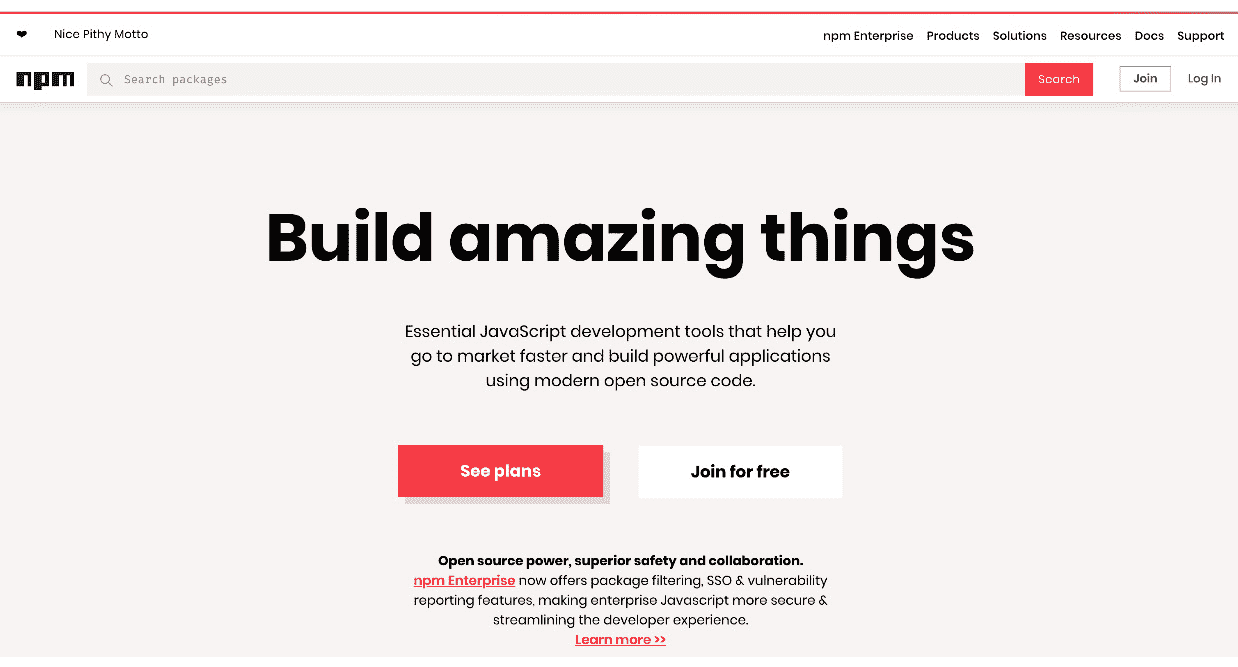 ❤ Nice Pithy Motto npm Enterprise Products Solutions Resources Docs Support
npm Search packages Search Join Log In
Build amazing things
Essential JavaScript development tools that help you
go to market faster and build powerful applications
using modern open source code.
See plans Join for free
Open source power, superior safety and collaboration.
npm Enterprise now offers package filtering, SSO & vulnerability
reporting features, making enterprise Javascript more secure &
streamlining the developer experience.
Learn more >>